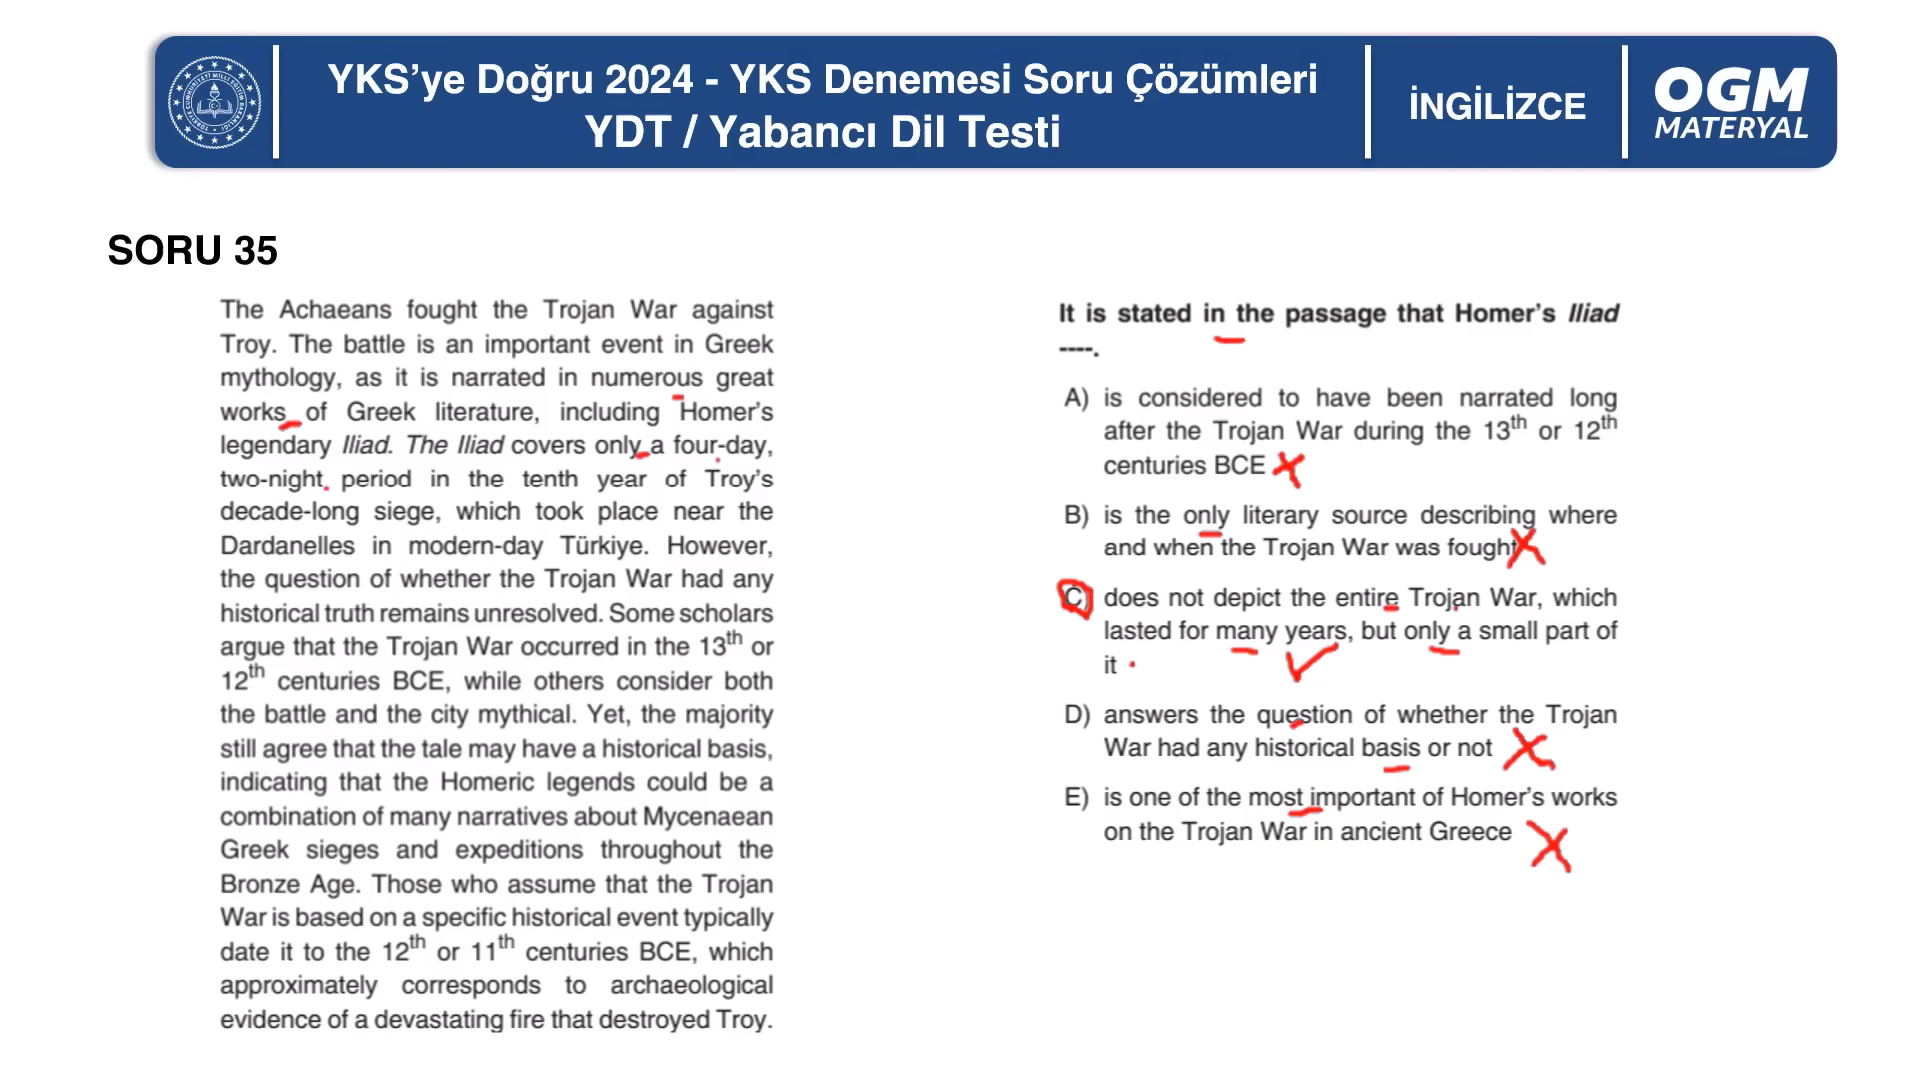 YKS’ye Doğru 2024 - YKS Denemesi Soru Çözümleri
YDT / Yabancı Dil Testi
İNGİLİZCE
OGM
MATERYAL
SORU 35
The Achaeans fought the Trojan War against
Troy. The battle is an important event in Greek
mythology, as it is narrated in numerous great
works of Greek literature, including Homer’s
legendary Iliad. The Iliad covers only a four-day,
two-night period in the tenth year of Troy’s
decade-long siege, which took place near the
Dardanelles in modern-day Türkiye. However,
the question of whether the Trojan War had any
historical truth remains unresolved. Some scholars
argue that the Trojan War occurred in the 13th or
12th centuries BCE, while others consider both
the battle and the city mythical. Yet, the majority
still agree that the tale may have a historical basis,
indicating that the Homeric legends could be a
combination of many narratives about Mycenaean
Greek sieges and expeditions throughout the
Bronze Age. Those who assume that the Trojan
War is based on a specific historical event typically
date it to the 12th or 11th centuries BCE, which
approximately corresponds to archaeological
evidence of a devastating fire that destroyed Troy.
It is stated in the passage that Homer’s Iliad
----.
A) is considered to have been narrated long
after the Trojan War during the 13th or 12th
centuries BCE
B) is the only literary source describing where
and when the Trojan War was fought
C) does not depict the entire Trojan War, which
lasted for many years, but only a small part of
it
D) answers the question of whether the Trojan
War had any historical basis or not
E) is one of the most important of Homer’s works
on the Trojan War in ancient Greece